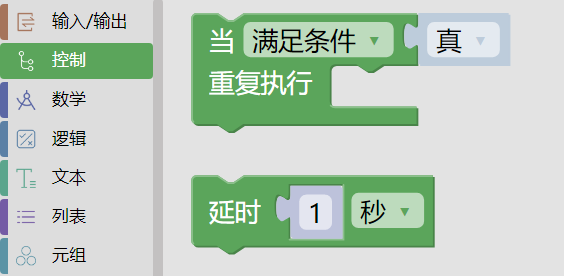 输入/输出
控制
数学
逻辑
文本
列表
元组
当 满足条件 真
重复执行
延时 1 秒